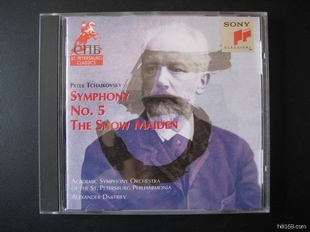 СПБ
ST. PETERSBURG
CLASSICS
SONY
CLASSICAL
PETER TCHAIKOVSKY
SYMPHONY
NO. 5
THE SNOW MAIDEN
ACADEMIC SYMPHONY ORCHESTRA
OF THE ST. PETERSBURG PHILHARMONIA
ALEXANDER DMITRIEV
hifi168.com